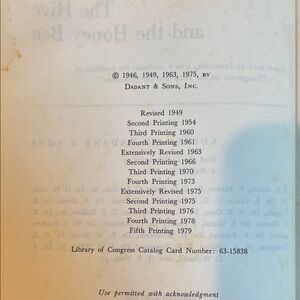 The Hive
and the Honey Bee
© 1946, 1949, 1963, 1975, BY
DADANT & SONS, INC.
Revised 1949
Second Printing 1954
Third Printing 1960
Fourth Printing 1961
Extensively Revised 1963
Second Printing 1966
Third Printing 1970
Fourth Printing 1973
Extensively Revised 1975
Second Printing 1975
Third Printing 1976
Fourth Printing 1978
Fifth Printing 1979
Library of Congress Catalog Card Number: 63-15838
Use permitted with acknowledgment